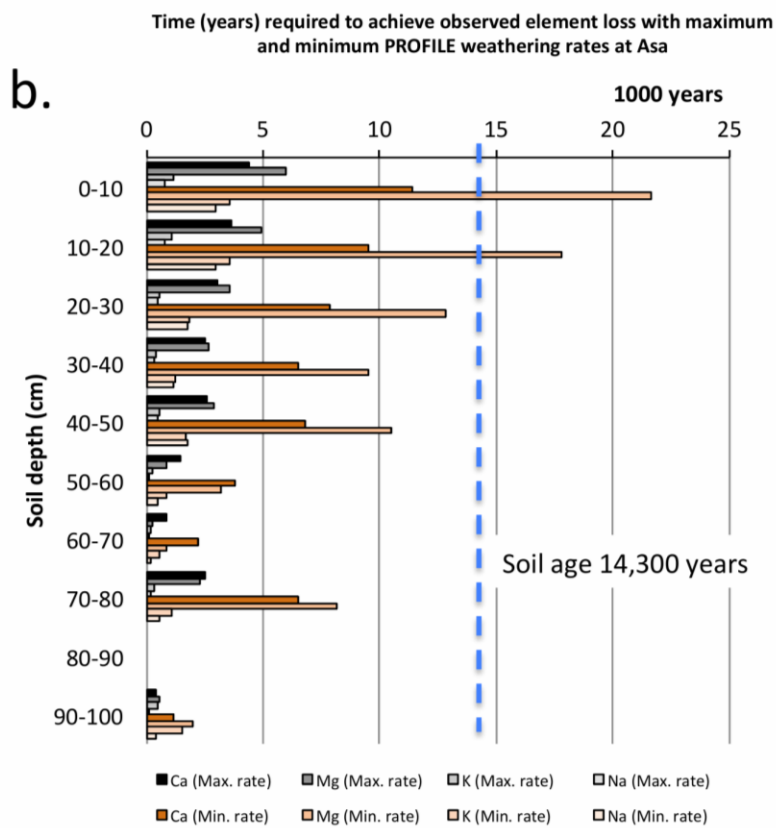 Time (years) required to achieve observed element loss with maximum
and minimum PROFILE weathering rates at Asa
b.
1000 years
0 5 10 15 20 25
Soil depth (cm)
0-10
10-20
20-30
30-40
40-50
50-60
60-70
Soil age 14,300 years
70-80
80-90
90-100
Ca (Max. rate) Mg (Max. rate) K (Max. rate) Na (Max. rate)
Ca (Min. rate) Mg (Min. rate) K (Min. rate) Na (Min. rate)